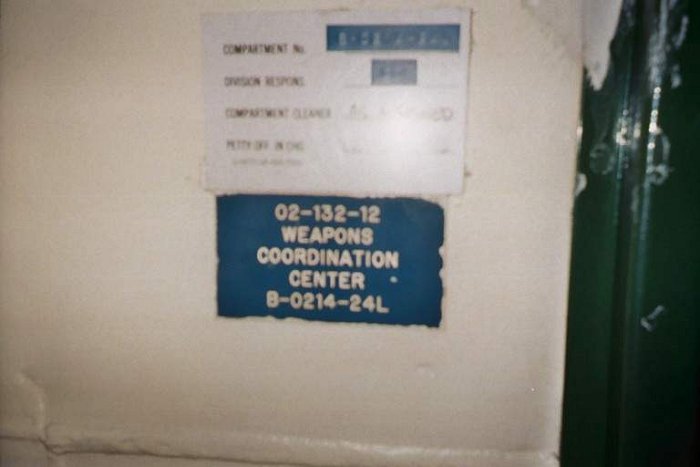 COMPARTMENT No.
DIVISION RESPONS.
COMPARTMENT CLEANER
PETTY OFF. IN CHG.
02-132-12
WEAPONS
COORDINATION
CENTER
B-0214-24L